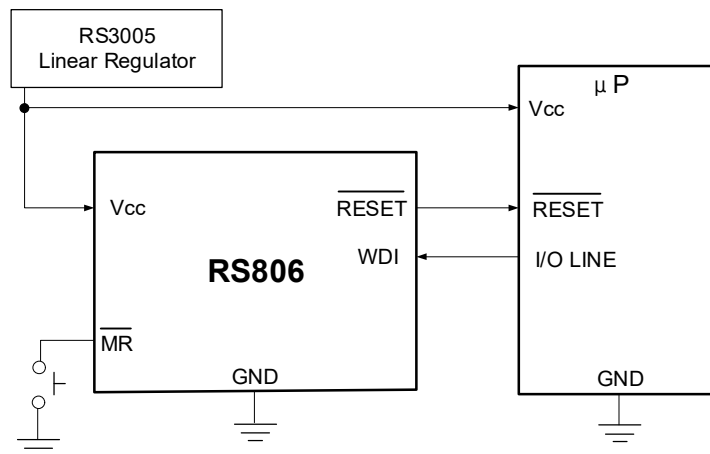 RS3005
Linear Regulator
μ P
Vcc
Vcc
RESET
RESET
WDI
I/O LINE
RS806
MR
GND
GND